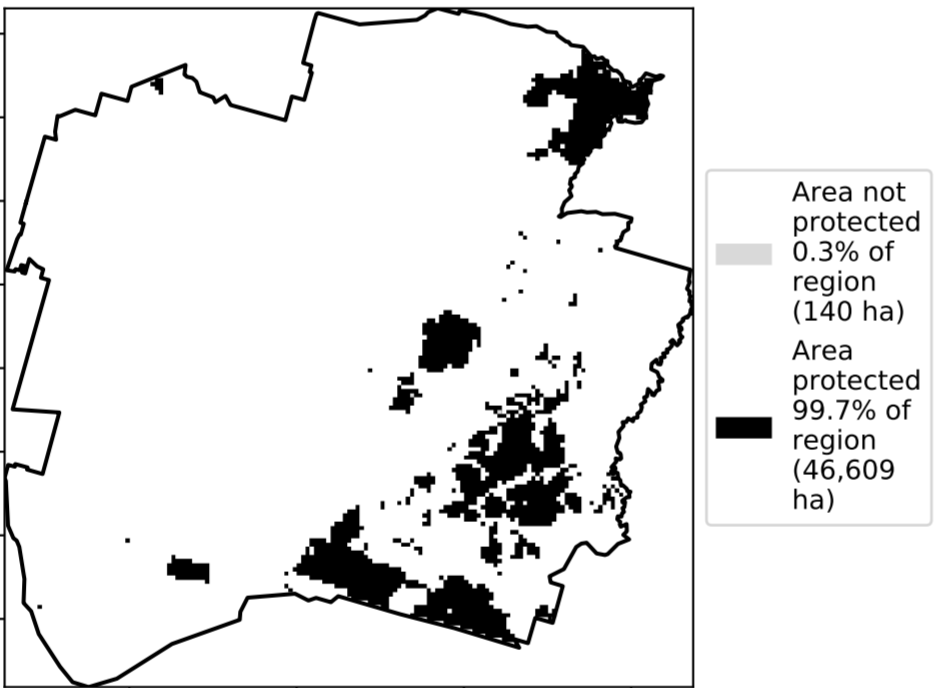 Area not
protected
0.3% of
region
(140 ha)
Area
protected
99.7% of
region
(46,609
ha)